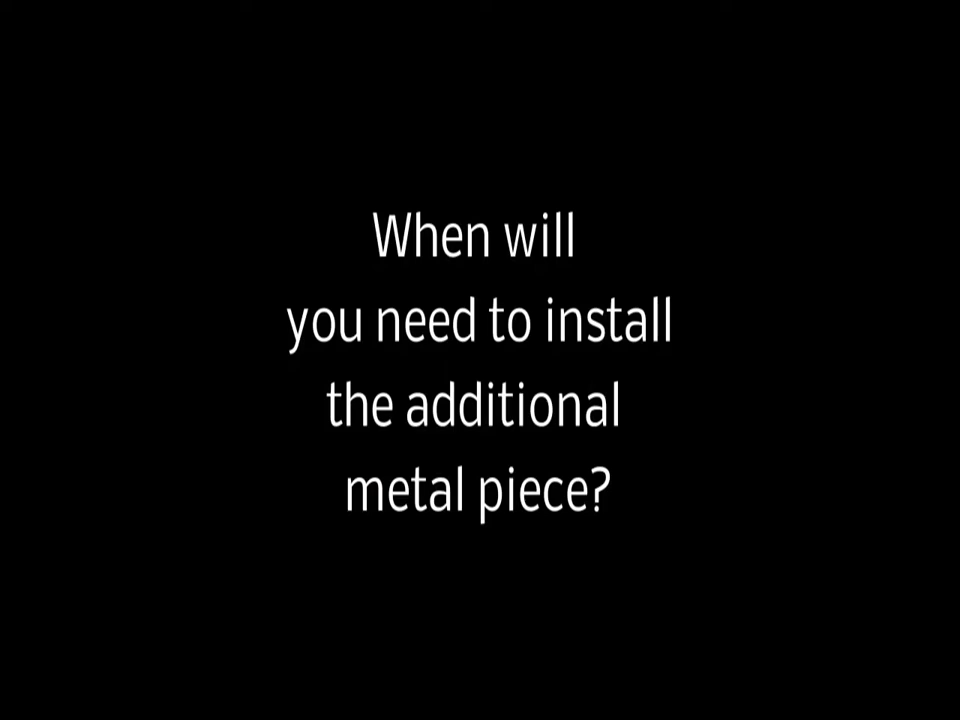 When will
you need to install
the additional
metal piece?